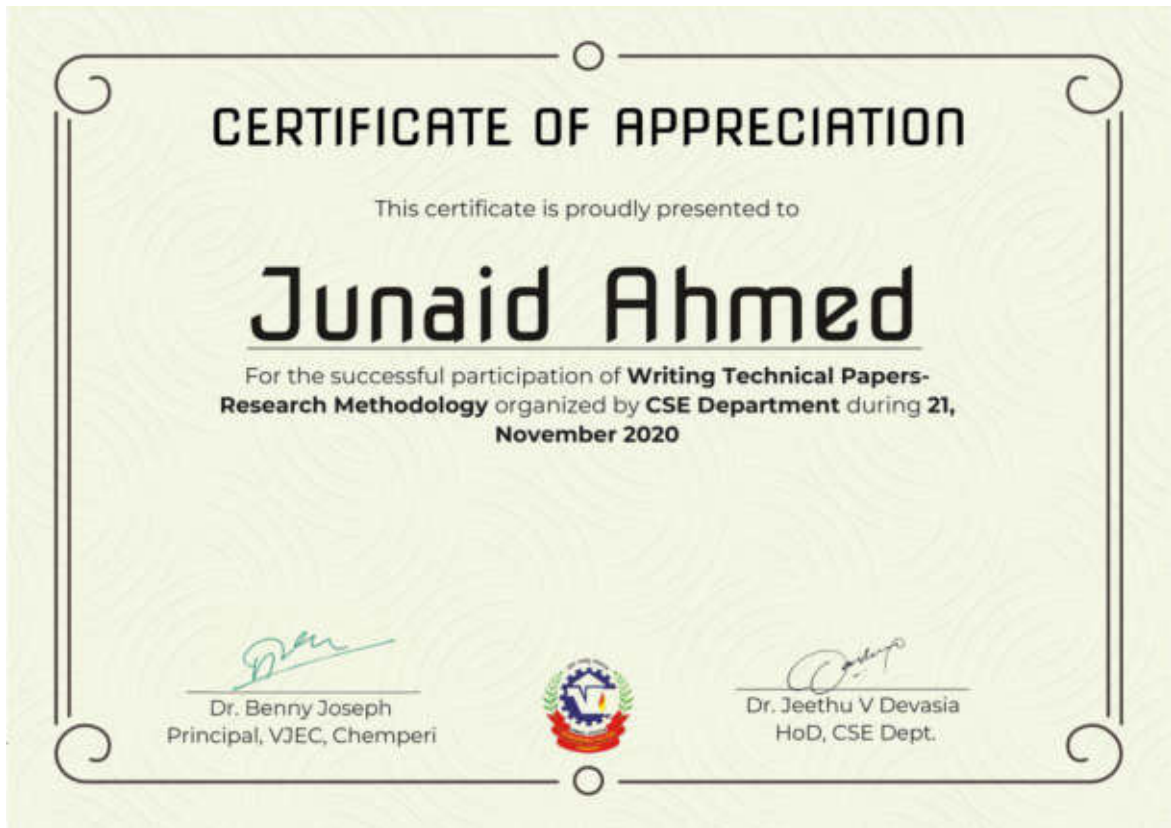 CERTIFICATE OF APPRECIATION
This certificate is proudly presented to
Junaid Ahmed
For the successful participation of Writing Technical Papers-
Research Methodology organized by CSE Department during 21,
November 2020
Dr. Benny Joseph
Principal, VJEC, Chemperi
Dr. Jeethu V Devasia
HoD, CSE Dept.